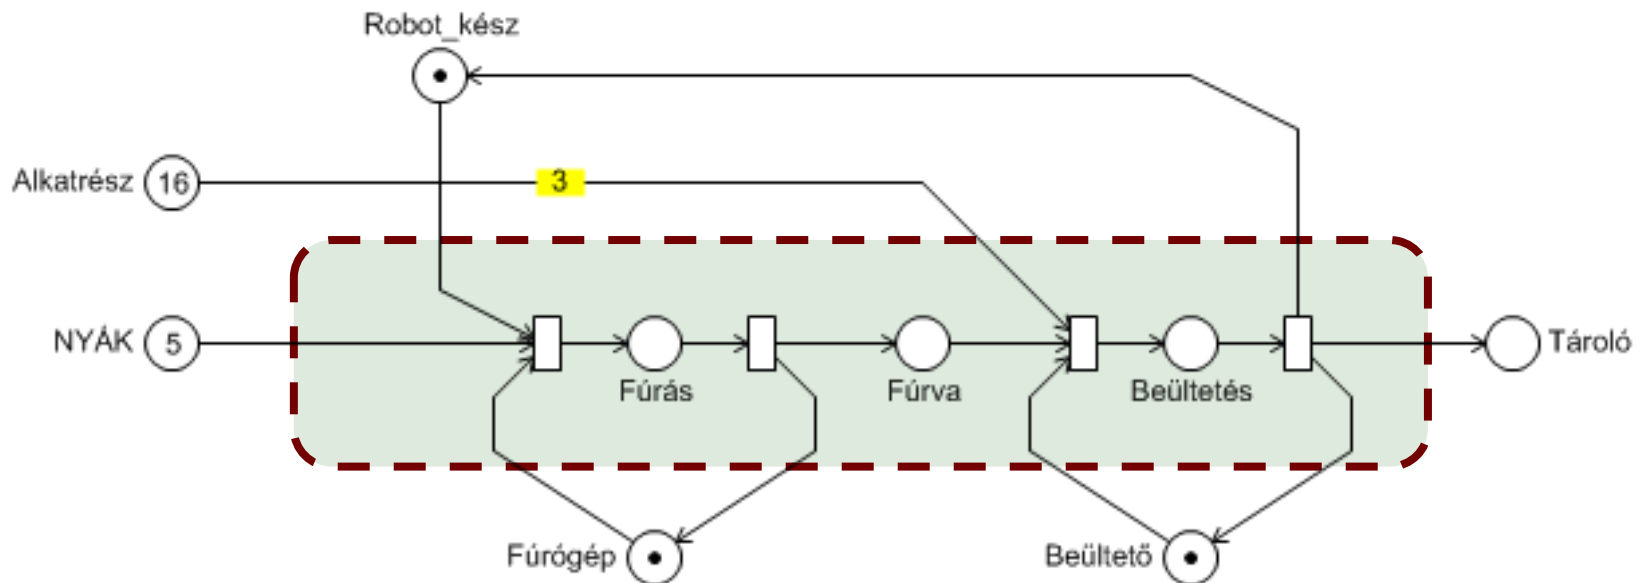 Robot_kész
Alkatrész 16 3
NYÁK 5 Tároló
Fúrás Fúrva Beültetés
Fúrógép Beültető